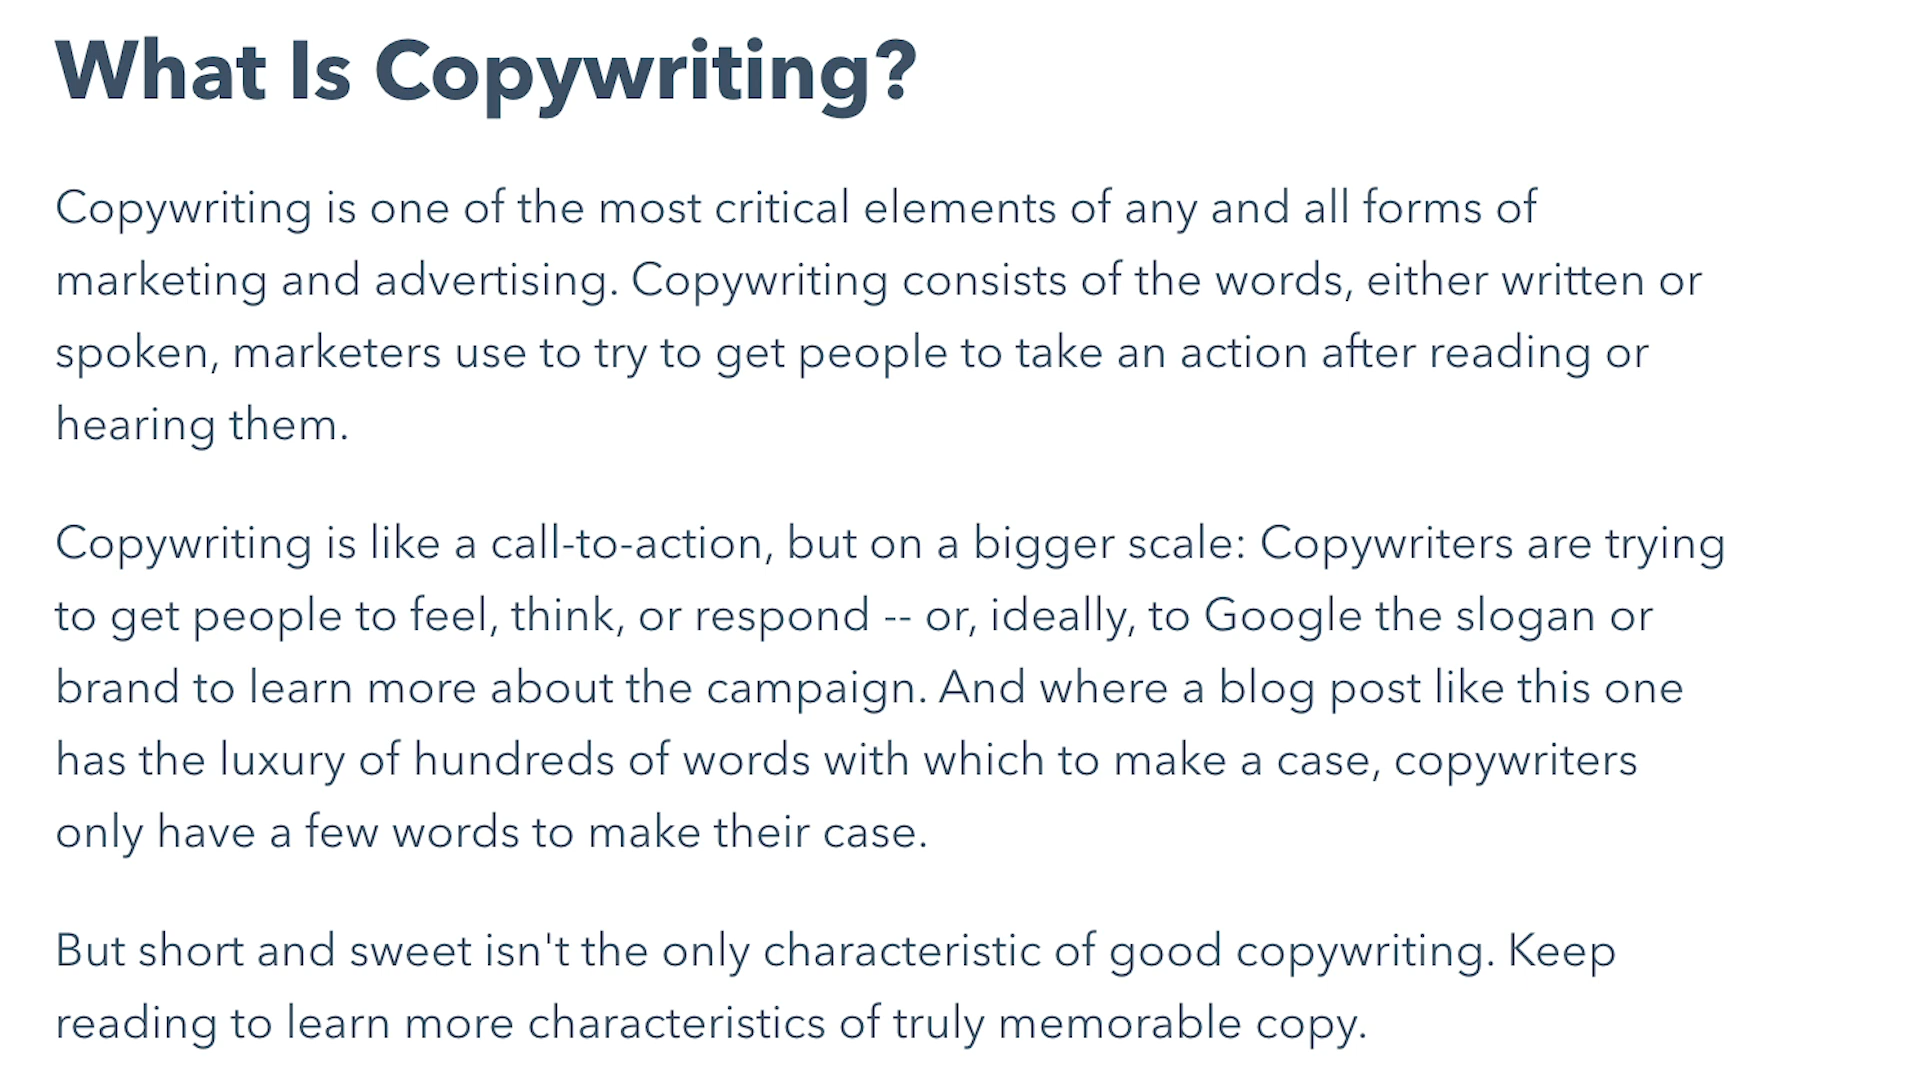 What Is Copywriting?
Copywriting is one of the most critical elements of any and all forms of
marketing and advertising. Copywriting consists of the words, either written or
spoken, marketers use to try to get people to take an action after reading or
hearing them.
Copywriting is like a call-to-action, but on a bigger scale: Copywriters are trying
to get people to feel, think, or respond -- or, ideally, to Google the slogan or
brand to learn more about the campaign. And where a blog post like this one
has the luxury of hundreds of words with which to make a case, copywriters
only have a few words to make their case.
But short and sweet isn't the only characteristic of good copywriting. Keep
reading to learn more characteristics of truly memorable copy.